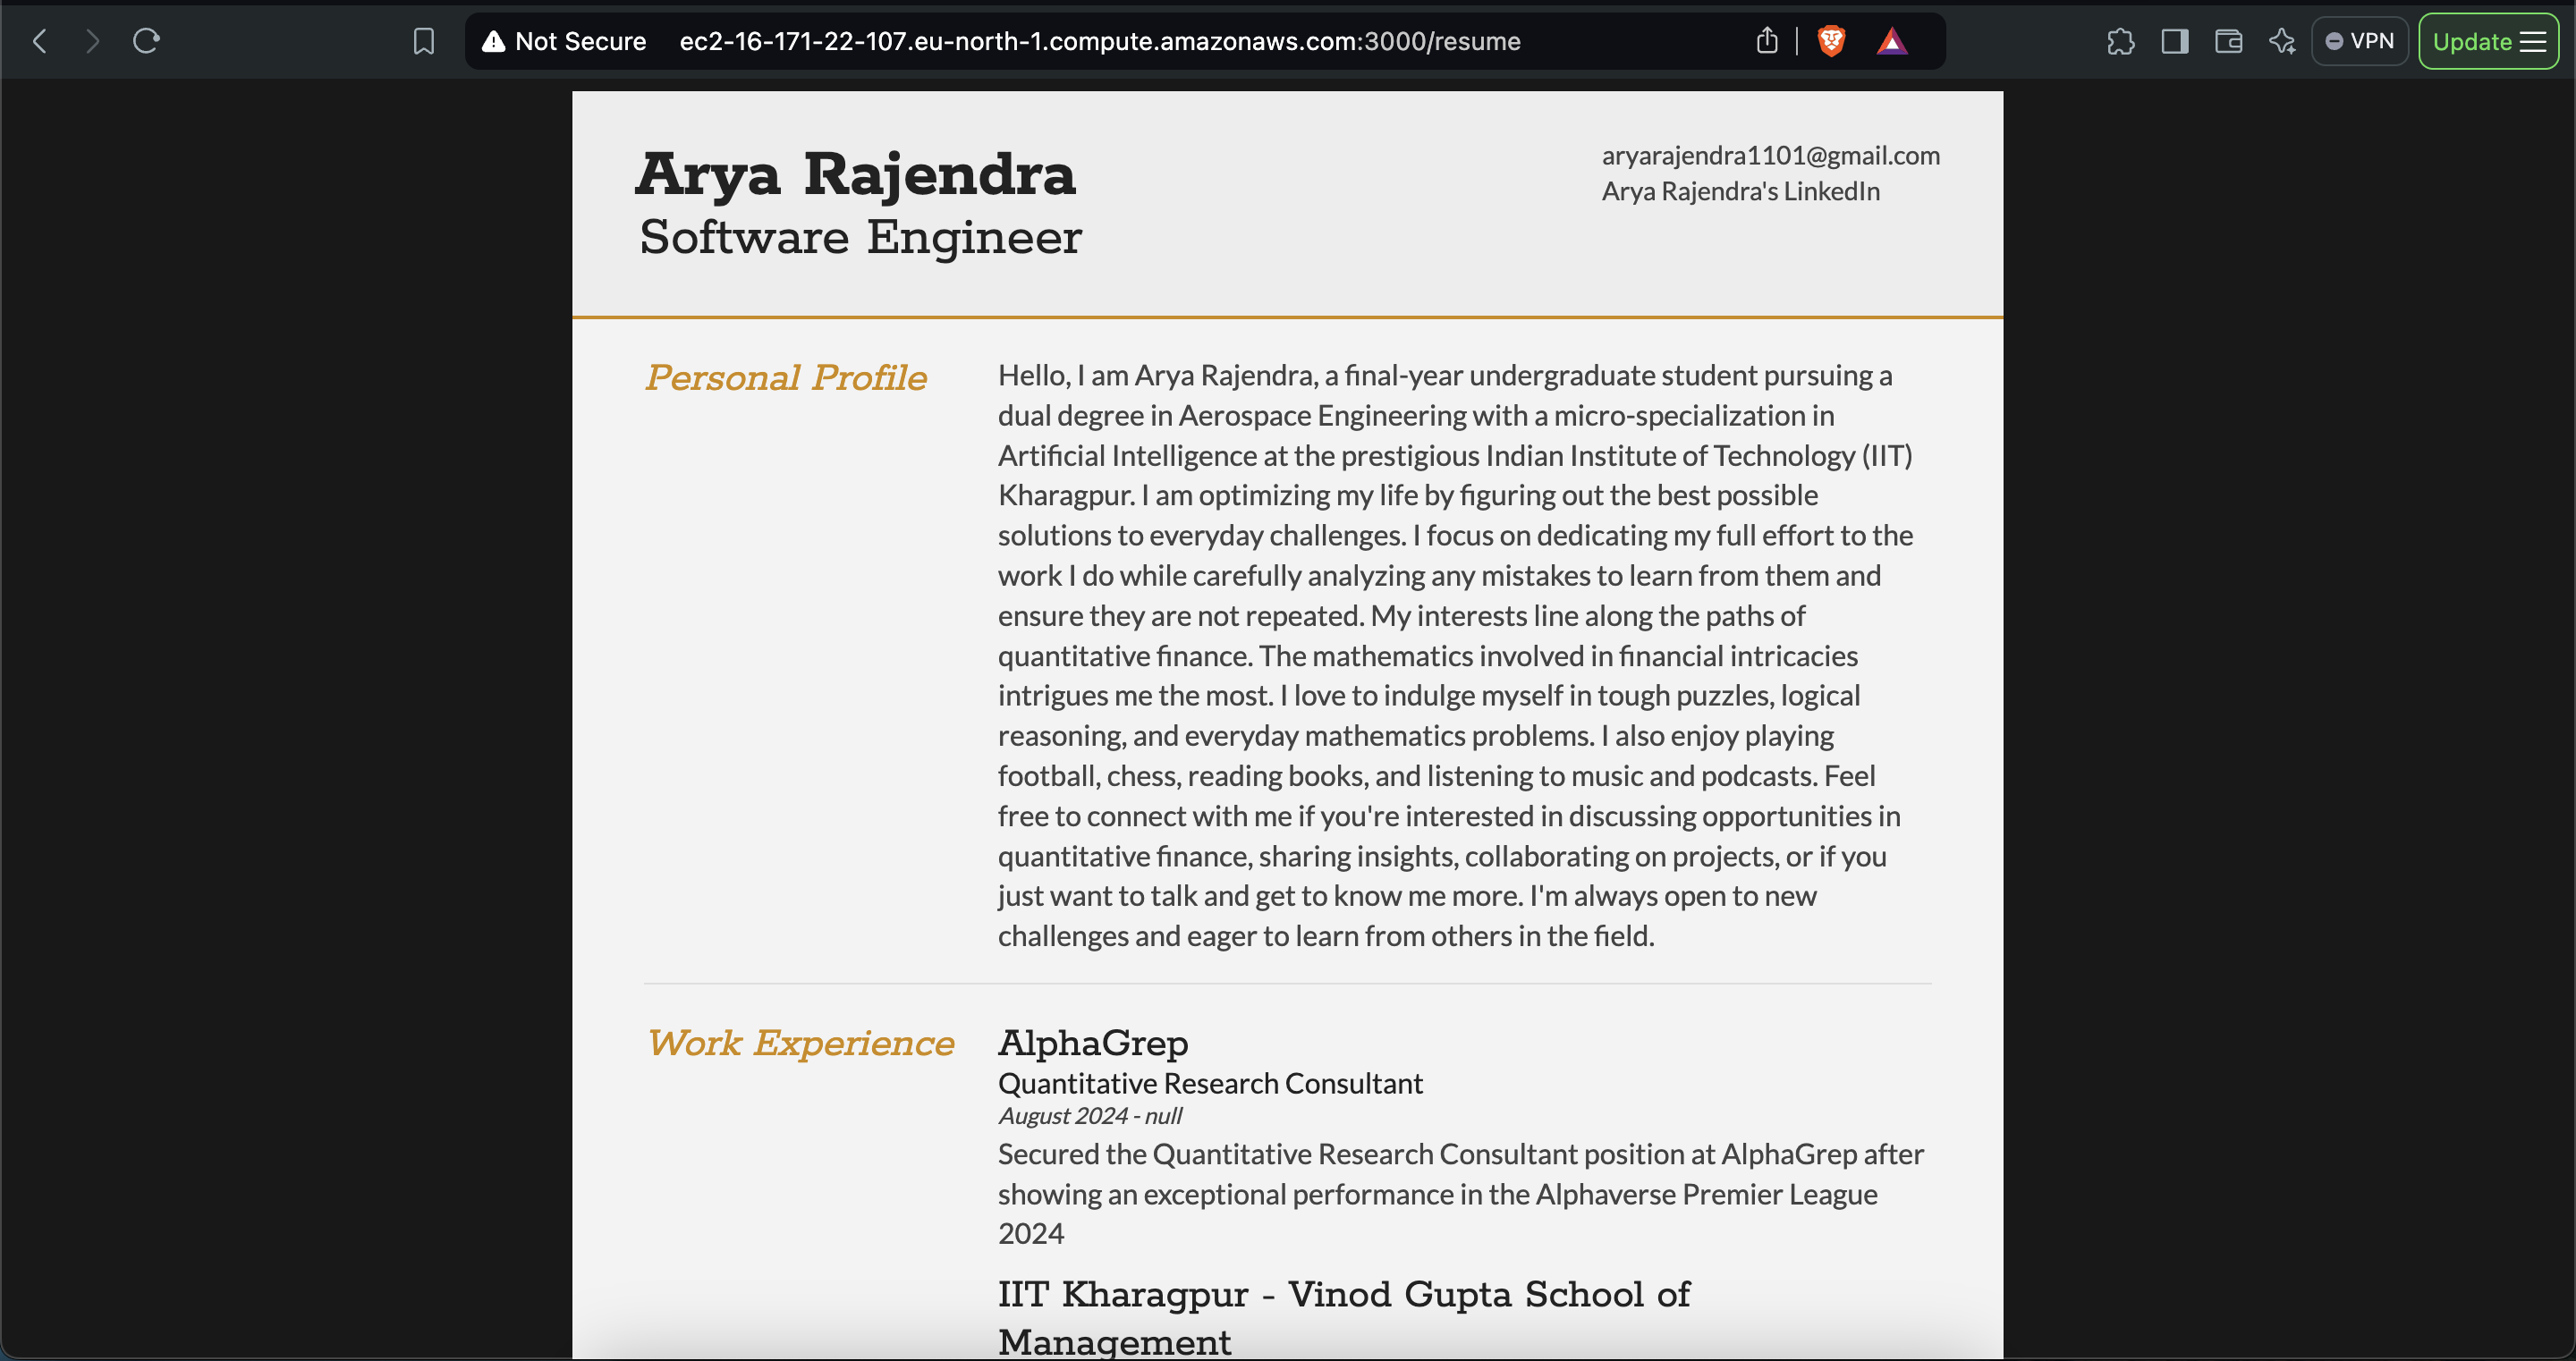 Not Secure ec2-16-171-22-107.eu-north-1.compute.amazonaws.com:3000/resume
VPN
Update
Arya Rajendra
Software Engineer
aryarajendra1101@gmail.com
Arya Rajendra's LinkedIn
Personal Profile
Hello, I am Arya Rajendra, a final-year undergraduate student pursuing a
dual degree in Aerospace Engineering with a micro-specialization in
Artificial Intelligence at the prestigious Indian Institute of Technology (IIT)
Kharagpur. I am optimizing my life by figuring out the best possible
solutions to everyday challenges. I focus on dedicating my full effort to the
work I do while carefully analyzing any mistakes to learn from them and
ensure they are not repeated. My interests line along the paths of
quantitative finance. The mathematics involved in financial intricacies
intrigues me the most. I love to indulge myself in tough puzzles, logical
reasoning, and everyday mathematics problems. I also enjoy playing
football, chess, reading books, and listening to music and podcasts. Feel
free to connect with me if you're interested in discussing opportunities in
quantitative finance, sharing insights, collaborating on projects, or if you
just want to talk and get to know me more. I'm always open to new
challenges and eager to learn from others in the field.
Work Experience
AlphaGrep
Quantitative Research Consultant
August 2024 - null
Secured the Quantitative Research Consultant position at AlphaGrep after
showing an exceptional performance in the Alphaverse Premier League
2024
IIT Kharagpur - Vinod Gupta School of
Management